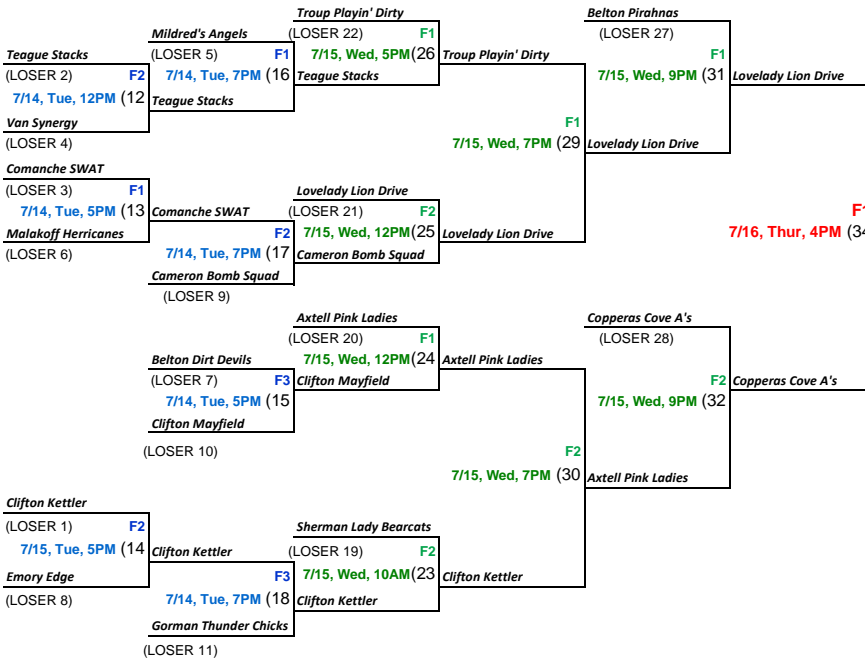 Troup Playin' Dirty
Belton Pirahnas
Mildred's Angels
(LOSER 22)
F1
(LOSER 27)
Teague Stacks
(LOSER 5)
F1
7/15, Wed, 5PM(26
Troup Playin' Dirty
F1
(LOSER 2)
F2
7/14, Tue, 7PM (16
Teague Stacks
7/15, Wed, 9PM (31
Lovelady Lion Drive
7/14, Tue, 12PM (12
Teague Stacks
Van Synergy
F1
(LOSER 4)
7/15, Wed, 7PM (29
Lovelady Lion Drive
Comanche SWAT
(LOSER 3)
F1
Lovelady Lion Drive
7/14, Tue, 5PM (13
Comanche SWAT
(LOSER 21)
F2
Malakoff Herricanes
F2
7/15, Wed, 12PM(25
Lovelady Lion Drive
7/16, Thur, 4PM (34
(LOSER 6)
7/14, Tue, 7PM (17
Cameron Bomb Squad
Cameron Bomb Squad
(LOSER 9)
Axtell Pink Ladies
Copperas Cove A's
(LOSER 20)
F1
(LOSER 28)
Belton Dirt Devils
7/15, Wed, 12PM(24
Axtell Pink Ladies
(LOSER 7)
F3
Clifton Mayfield
F2
Copperas Cove A's
7/14, Tue, 5PM (15
7/15, Wed, 9PM (32
Clifton Mayfield
(LOSER 10)
F2
7/15, Wed, 7PM (30
Axtell Pink Ladies
Clifton Kettler
(LOSER 1)
F2
Sherman Lady Bearcats
7/15, Tue, 5PM (14
Clifton Kettler
(LOSER 19)
F2
Emory Edge
F3
7/15, Wed, 10AM(23
Clifton Kettler
(LOSER 8)
7/14, Tue, 7PM (18
Clifton Kettler
Gorman Thunder Chicks
(LOSER 11)